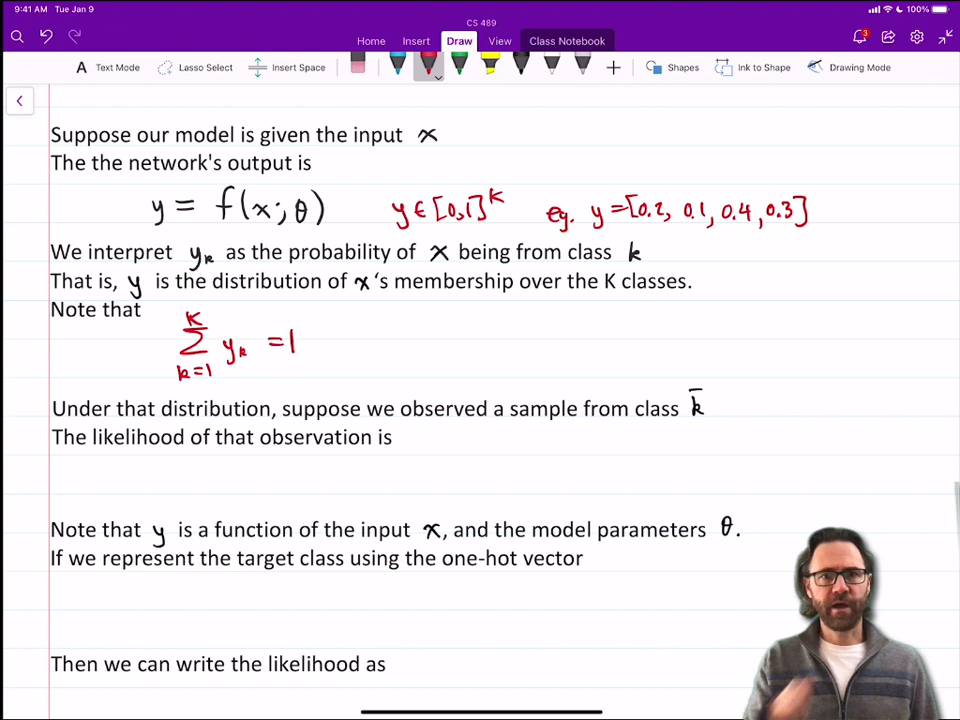 9:41 AM Tue Jan 9
100%
CS 489
Home Insert Draw View Class Notebook
3
A Text Mode Lasso Select Insert Space Shapes Ink to Shape Drawing Mode
Suppose our model is given the input x
The the network's output is
y = f(x; θ) y ∈ [0,1]^K eg. y = [0.2, 0.1, 0.4, 0.3]
We interpret y_k as the probability of x being from class k
That is, y is the distribution of x's membership over the K classes.
Note that
∑_{k=1}^{K} y_k = 1
Under that distribution, suppose we observed a sample from class k̄
The likelihood of that observation is
Note that y is a function of the input x, and the model parameters θ.
If we represent the target class using the one-hot vector
Then we can write the likelihood as